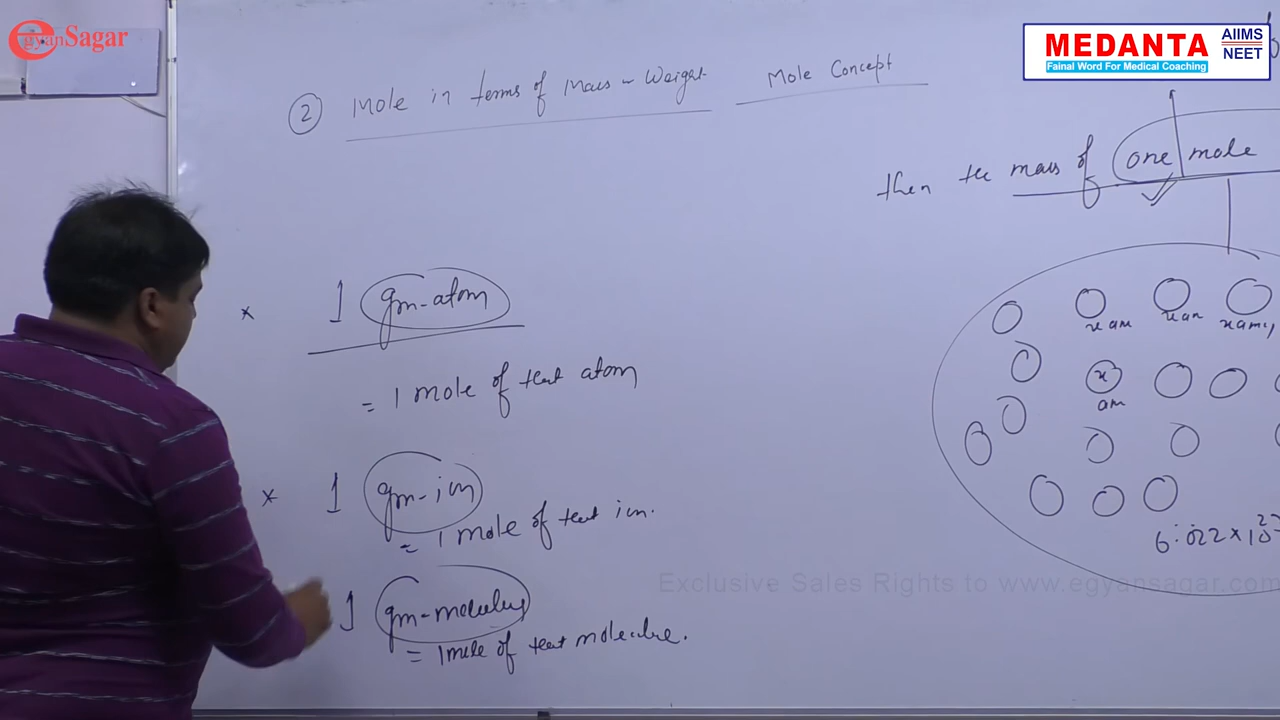 egyanSagar
MEDANTA AIIMS NEET
Fainal Word For Medical Coaching
② Mole in terms of Mass ~ Weight Mole Concept
then the mass of one mole
× 1 gm-atom
= 1 mole of that atom
× 1 gm-ion
= 1 mole of that ion.
1 gm-molecules
= 1 mole of that molecule.
x am x am x amu
x
am
6.022×10²³
Exclusive Sales Rights to www.egyansagar.com